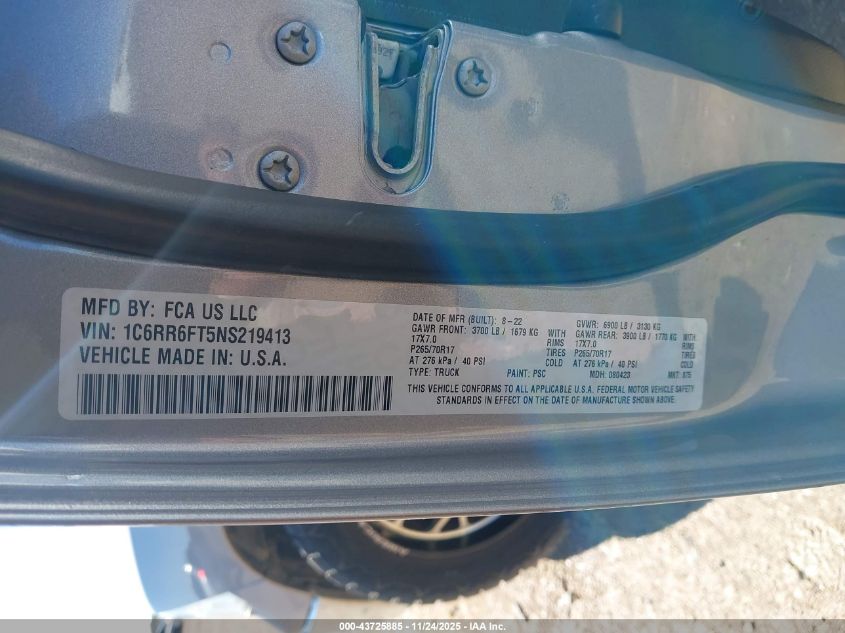 MFD BY: FCA US LLC
VIN: 1C6RR6FT5NS219413
VEHICLE MADE IN: U.S.A.
DATE OF MFR (BUILT): 8-22 GVWR: 6900 LB / 3130 KG
GAWR FRONT: 3700 LB / 1679 KG WITH GAWR REAR: 3900 LB / 1770 KG WITH
17X7.0 RIMS 17X7.0 RIMS
P265/70R17 TIRES P265/70R17 TIRES
AT 276 kPa / 40 PSI COLD AT 276 kPa / 40 PSI COLD
TYPE: TRUCK PAINT: PSC MDH: 080423 MKT:
THIS VEHICLE CONFORMS TO ALL APPLICABLE U.S.A. FEDERAL MOTOR VEHICLE SAFETY
STANDARDS IN EFFECT ON THE DATE OF MANUFACTURE SHOWN ABOVE.
000-43725885 - 11/24/2025 - IAA Inc.